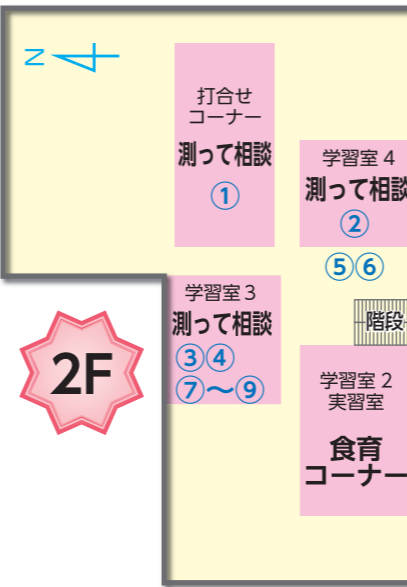 N
打合せ
コーナー
測って相談
①
学習室4
測って相談
②
⑤⑥
学習室3
測って相談
③④
⑦～⑨
2F
階段
学習室2
実習室
食育
コーナー